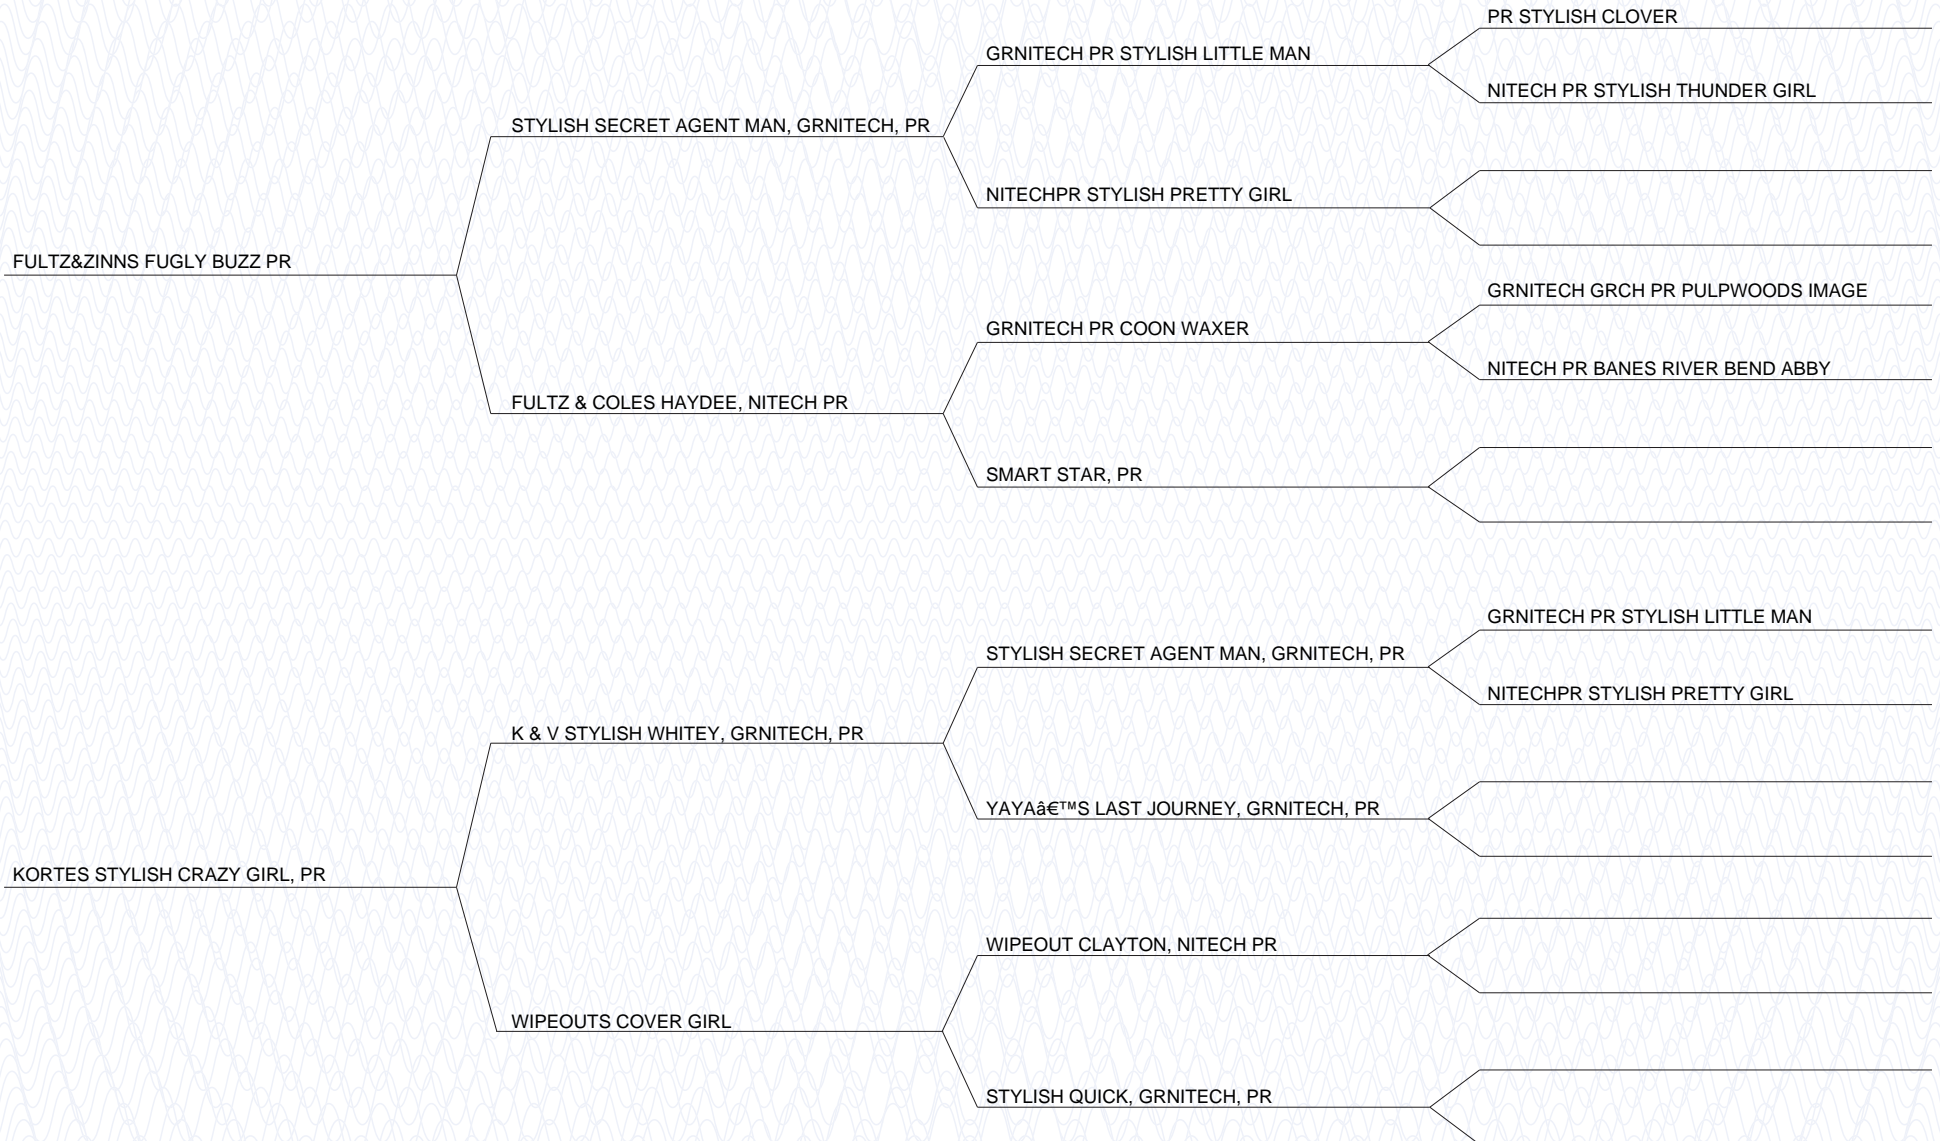 PR STYLISH CLOVER
GRNITECH PR STYLISH LITTLE MAN
NITECH PR STYLISH THUNDER GIRL
STYLISH SECRET AGENT MAN, GRNITECH, PR
NITECHPR STYLISH PRETTY GIRL
FULTZ&ZINNS FUGLY BUZZ PR
GRNITECH GRCH PR PULPWOODS IMAGE
GRNITECH PR COON WAXER
NITECH PR BANES RIVER BEND ABBY
FULTZ & COLES HAYDEE, NITECH PR
SMART STAR, PR
GRNITECH PR STYLISH LITTLE MAN
STYLISH SECRET AGENT MAN, GRNITECH, PR
NITECHPR STYLISH PRETTY GIRL
K & V STYLISH WHITEY, GRNITECH, PR
YAYAâ€™S LAST JOURNEY, GRNITECH, PR
KORTES STYLISH CRAZY GIRL, PR
WIPEOUT CLAYTON, NITECH PR
WIPEOUTS COVER GIRL
STYLISH QUICK, GRNITECH, PR